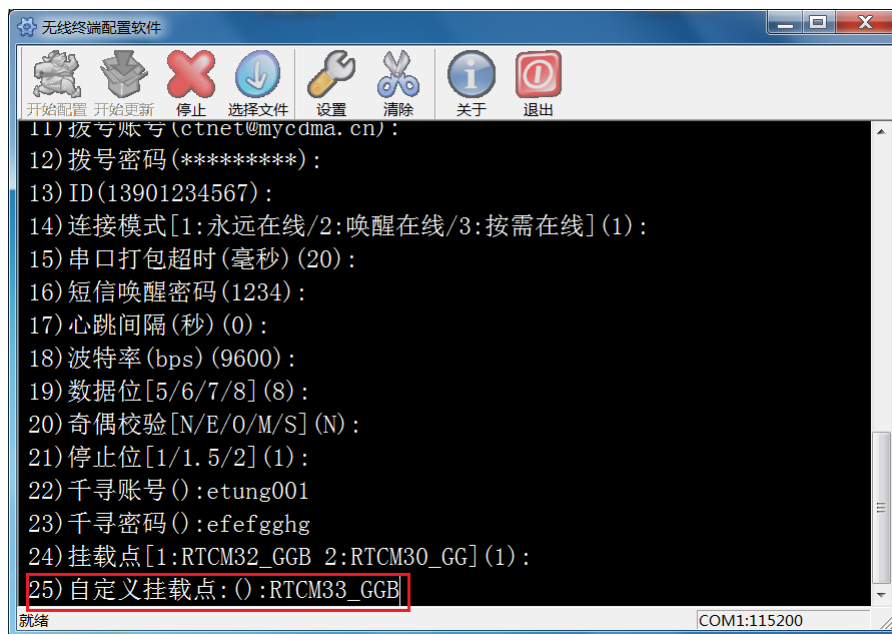 无线终端配置软件
开始配置 开始更新 停止 选择文件 设置 清除 关于 退出
11)拨号账号(ctnet@mycdma.cn):
12)拨号密码(*********):
13)ID(13901234567):
14)连接模式[1:永远在线/2:唤醒在线/3:按需在线](1):
15)串口打包超时(毫秒)(20):
16)短信唤醒密码(1234):
17)心跳间隔(秒)(0):
18)波特率(bps)(9600):
19)数据位[5/6/7/8](8):
20)奇偶校验[N/E/O/M/S](N):
21)停止位[1/1.5/2](1):
22)千寻账号():etung001
23)千寻密码():efefgghg
24)挂载点[1:RTCM32_GGB 2:RTCM30_GG](1):
25)自定义挂载点:():RTCM33_GGB
就绪 COM1:115200